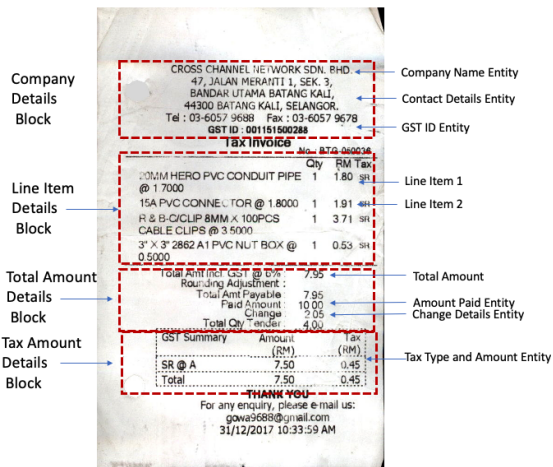 Company
Details
Block
Line Item
Details
Block
Total Amount
Details
Block
Tax Amount
Details
Block
CROSS CHANNEL NETWORK SDN. BHD.
47, JALAN MERANTI 1, SEK. 3,
BANDAR UTAMA BATANG KALI,
44300 BATANG KALI, SELANGOR.
Tel : 03-6057 9688 Fax : 03-6057 9678
GST ID : 001151500288
Tax Invoice
No : BTG-060036
Qty RM Tax
20MM HERO PVC CONDUIT PIPE 1 1.80 SR
@ 1.7000
15A PVC CONNECTOR @ 1.8000 1 1.91 SR
R & B-C/CLIP 8MM X 100PCS 1 3.71 SR
CABLE CLIPS @ 3.5000
3" X 3" 2862 A1 PVC NUT BOX @ 1 0.53 SR
0.5000
Total Amt Incl. GST @ 6% : 7.95
Rounding Adjustment :
Total Amt Payable : 7.95
Paid Amount : 10.00
Change : 2.05
Total Qty Tender : 4.00
GST Summary Amount Tax
(RM) (RM)
SR @ A 7.50 0.45
Total 7.50 0.45
THANK YOU
For any enquiry, please e-mail us:
gowa9688@gmail.com
31/12/2017 10:33:59 AM
Company Name Entity
Contact Details Entity
GST ID Entity
Line Item 1
Line Item 2
Total Amount
Amount Paid Entity
Change Details Entity
Tax Type and Amount Entity